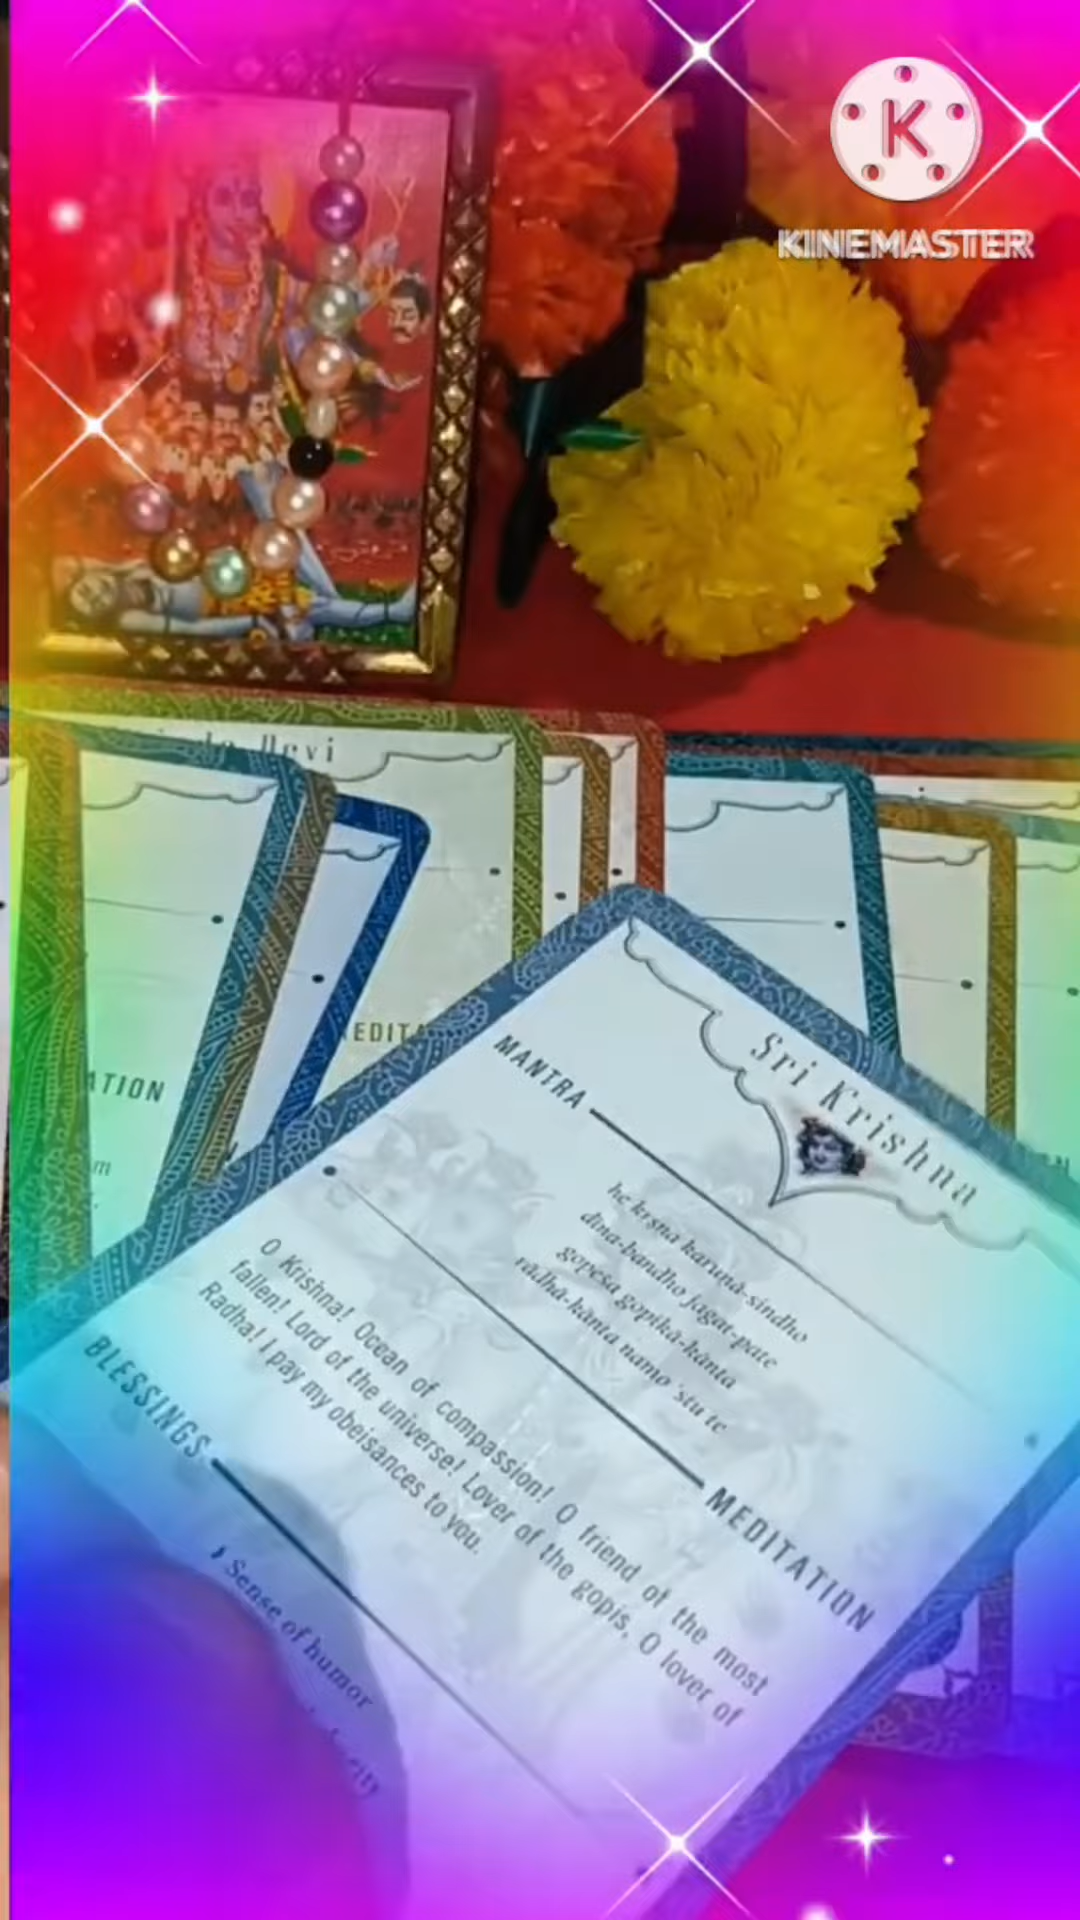 KINEMASTER
Devi
MEDITA
ATION
Sri Krishna
MANTRA
he kṛṣṇa karuṇā-sindho
dīna-bandho jagat-pate
gopeśa gopikā-kānta
rādhā-kānta namo 'stu te
MEDITATION
O Krishna! Ocean of compassion! O friend of the most
fallen! Lord of the universe! Lover of the gopis, O lover of
Radha! I pay my obeisances to you.
BLESSINGS
Sense of humor